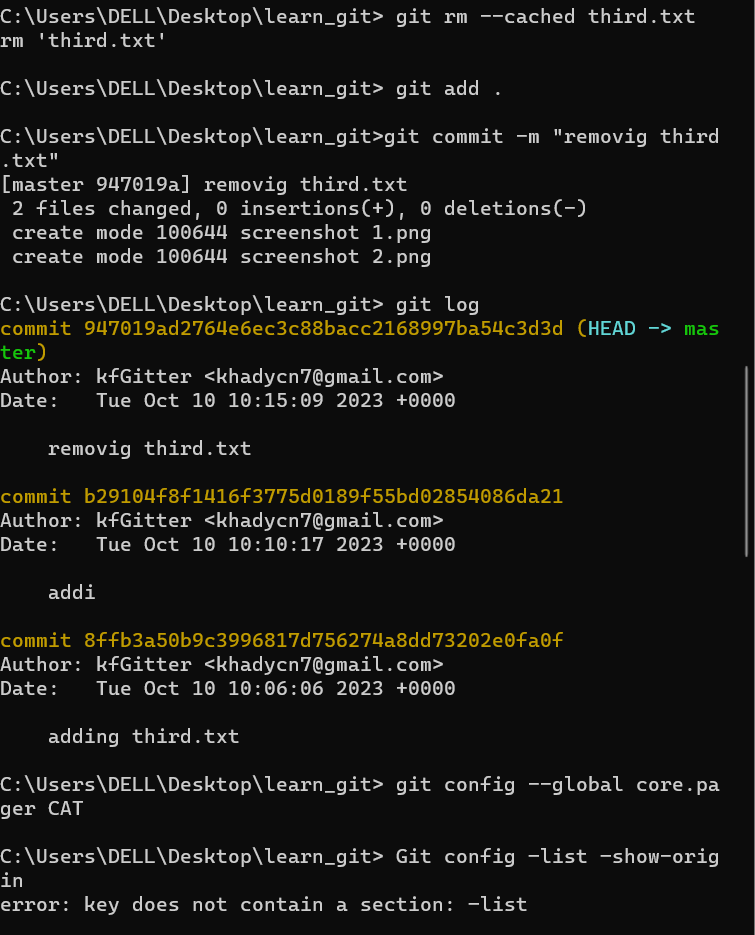 C:\Users\DELL\Desktop\learn_git> git rm --cached third.txt
rm 'third.txt'
C:\Users\DELL\Desktop\learn_git> git add .
C:\Users\DELL\Desktop\learn_git>git commit -m "removig third
.txt"
[master 947019a] removig third.txt
 2 files changed, 0 insertions(+), 0 deletions(-)
 create mode 100644 screenshot 1.png
 create mode 100644 screenshot 2.png
C:\Users\DELL\Desktop\learn_git> git log
commit 947019ad2764e6ec3c88bacc2168997ba54c3d3d (HEAD -> mas
ter)
Author: kfGitter <khadycn7@gmail.com>
Date:   Tue Oct 10 10:15:09 2023 +0000
    removig third.txt
commit b29104f8f1416f3775d0189f55bd02854086da21
Author: kfGitter <khadycn7@gmail.com>
Date:   Tue Oct 10 10:10:17 2023 +0000
    addi
commit 8ffb3a50b9c3996817d756274a8dd73202e0fa0f
Author: kfGitter <khadycn7@gmail.com>
Date:   Tue Oct 10 10:06:06 2023 +0000
    adding third.txt
C:\Users\DELL\Desktop\learn_git> git config --global core.pa
ger CAT
C:\Users\DELL\Desktop\learn_git> Git config -list -show-orig
in
error: key does not contain a section: -list